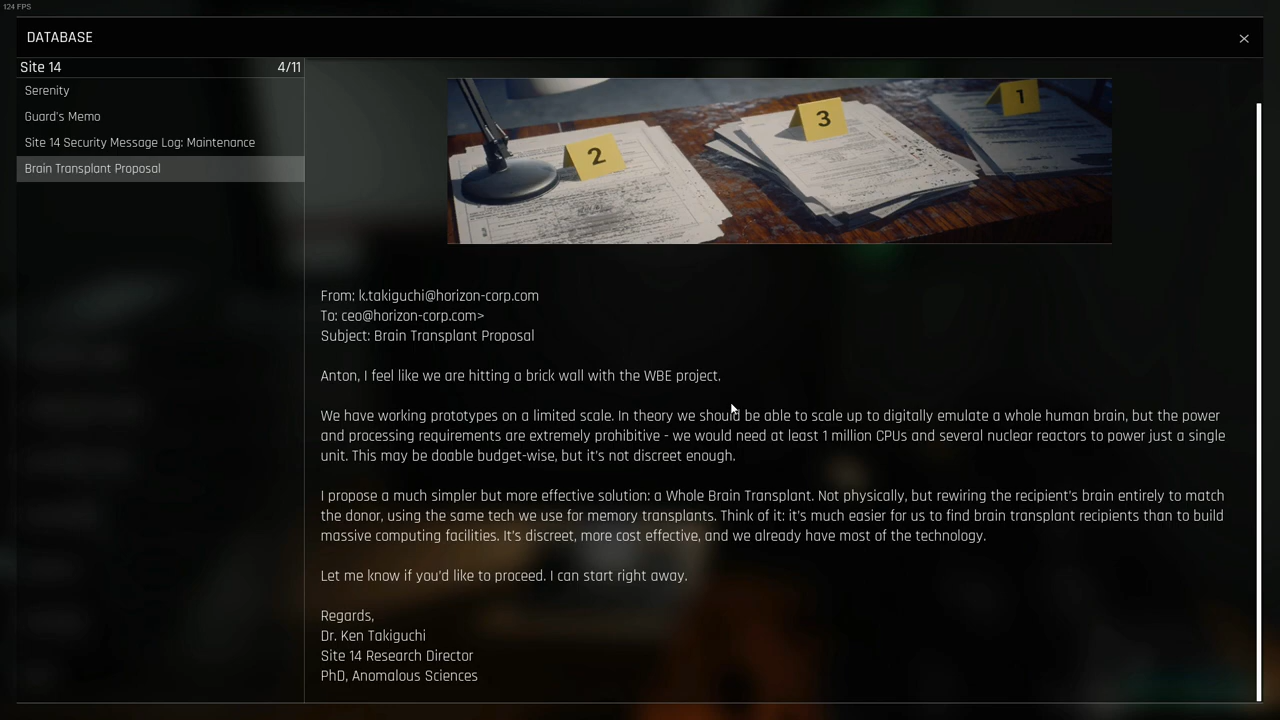 124 FPS
DATABASE
Site 14 4/11
Serenity
Guard's Memo
Site 14 Security Message Log: Maintenance
Brain Transplant Proposal
2
3
1
From: k.takiguchi@horizon-corp.com
To: ceo@horizon-corp.com>
Subject: Brain Transplant Proposal
Anton, I feel like we are hitting a brick wall with the WBE project.
We have working prototypes on a limited scale. In theory we should be able to scale up to digitally emulate a whole human brain, but the power
and processing requirements are extremely prohibitive - we would need at least 1 million CPUs and several nuclear reactors to power just a single
unit. This may be doable budget-wise, but it's not discreet enough.
I propose a much simpler but more effective solution: a Whole Brain Transplant. Not physically, but rewiring the recipient's brain entirely to match
the donor, using the same tech we use for memory transplants. Think of it: it's much easier for us to find brain transplant recipients than to build
massive computing facilities. It's discreet, more cost effective, and we already have most of the technology.
Let me know if you'd like to proceed. I can start right away.
Regards,
Dr. Ken Takiguchi
Site 14 Research Director
PhD, Anomalous Sciences